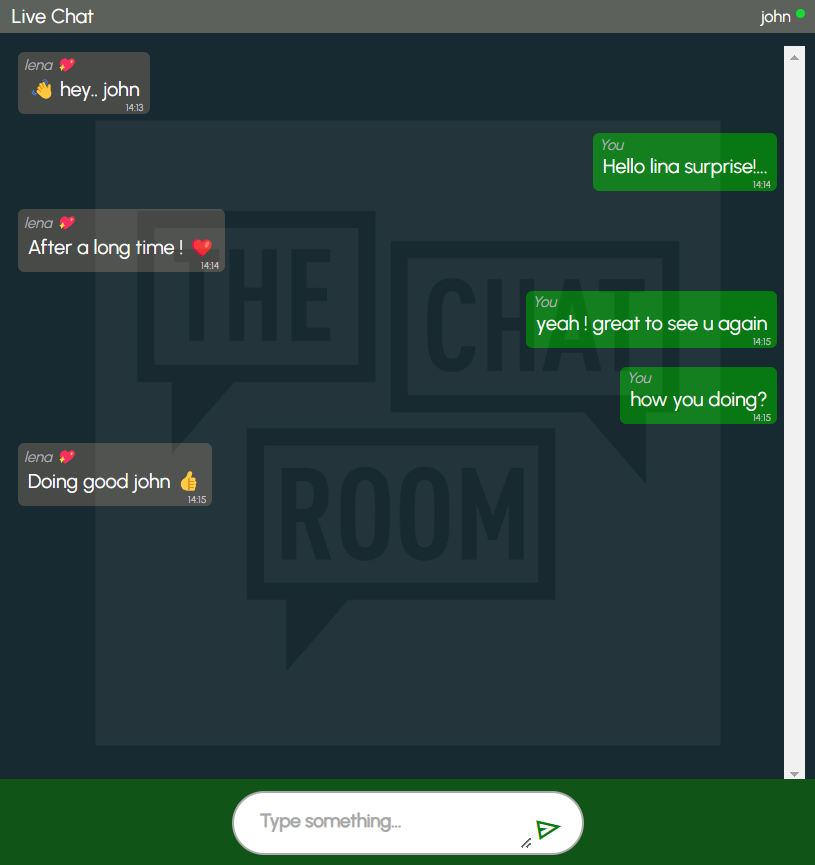 Live Chat
john
lena 💖
👋 hey.. john
14:13
You
Hello lina surprise!...
14:14
lena 💖
After a long time ! ❤️
14:14
You
yeah ! great to see u again
14:15
You
how you doing?
14:15
lena 💖
Doing good john 👍
14:15
THE
CHAT
ROOM
Type something...